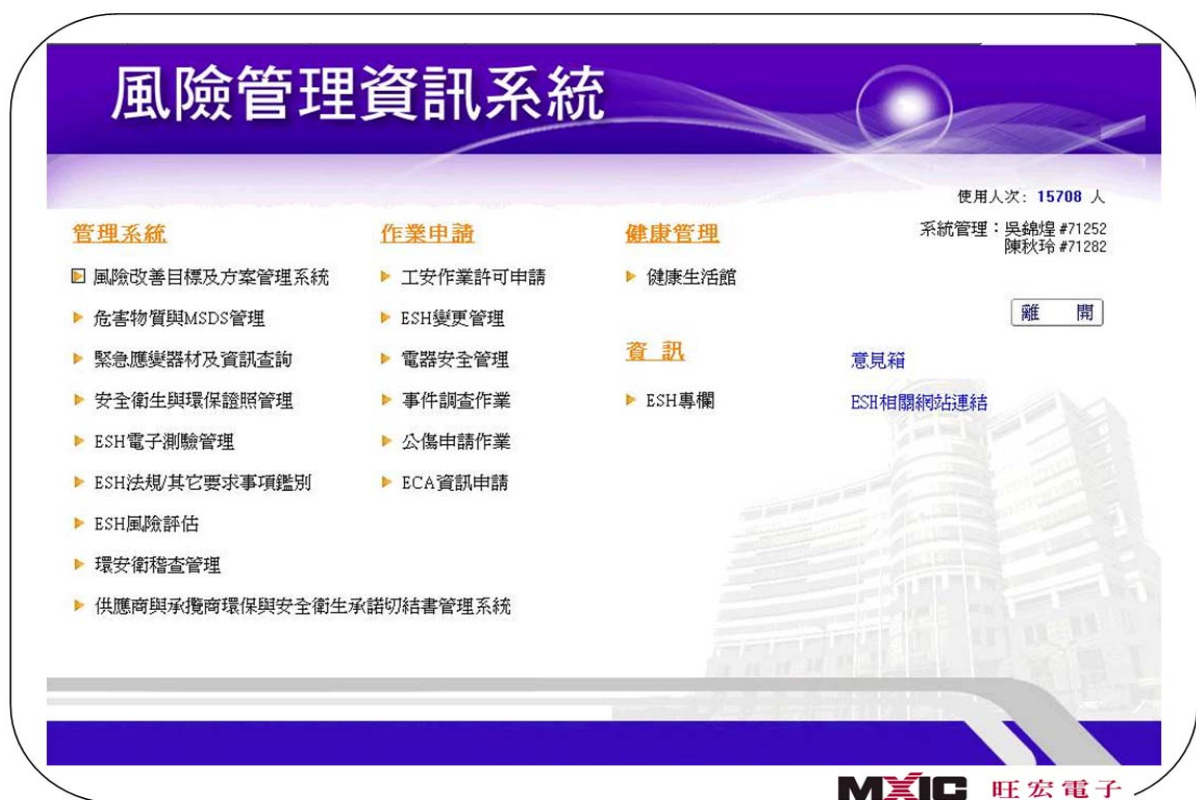 風險管理資訊系統
使用人次: 15708 人
系統管理：吳錦煌 #71252
陳秋玲 #71282
離 開
管理系統
風險改善目標及方案管理系統
危害物質與MSDS管理
緊急應變器材及資訊查詢
安全衛生與環保證照管理
ESH電子測驗管理
ESH法規/其它要求事項鑑別
ESH風險評估
環安衛稽查管理
供應商與承攬商環保與安全衛生承諾切結書管理系統
作業申請
工安作業許可申請
ESH變更管理
電器安全管理
事件調查作業
公傷申請作業
ECA資訊申請
健康管理
健康生活館
資 訊
ESH專欄
意見箱
ESH相關網站連結
MXIC 旺宏電子